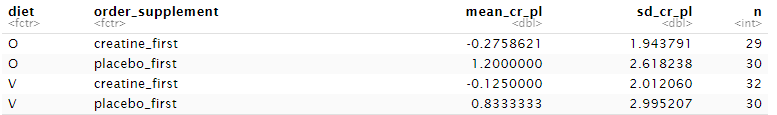 diet order_supplement mean_cr_pl sd_cr_pl n
<fctr> <fctr> <dbl> <dbl> <int>
O creatine_first -0.2758621 1.943791 29
O placebo_first 1.2000000 2.618238 30
V creatine_first -0.1250000 2.012060 32
V placebo_first 0.8333333 2.995207 30